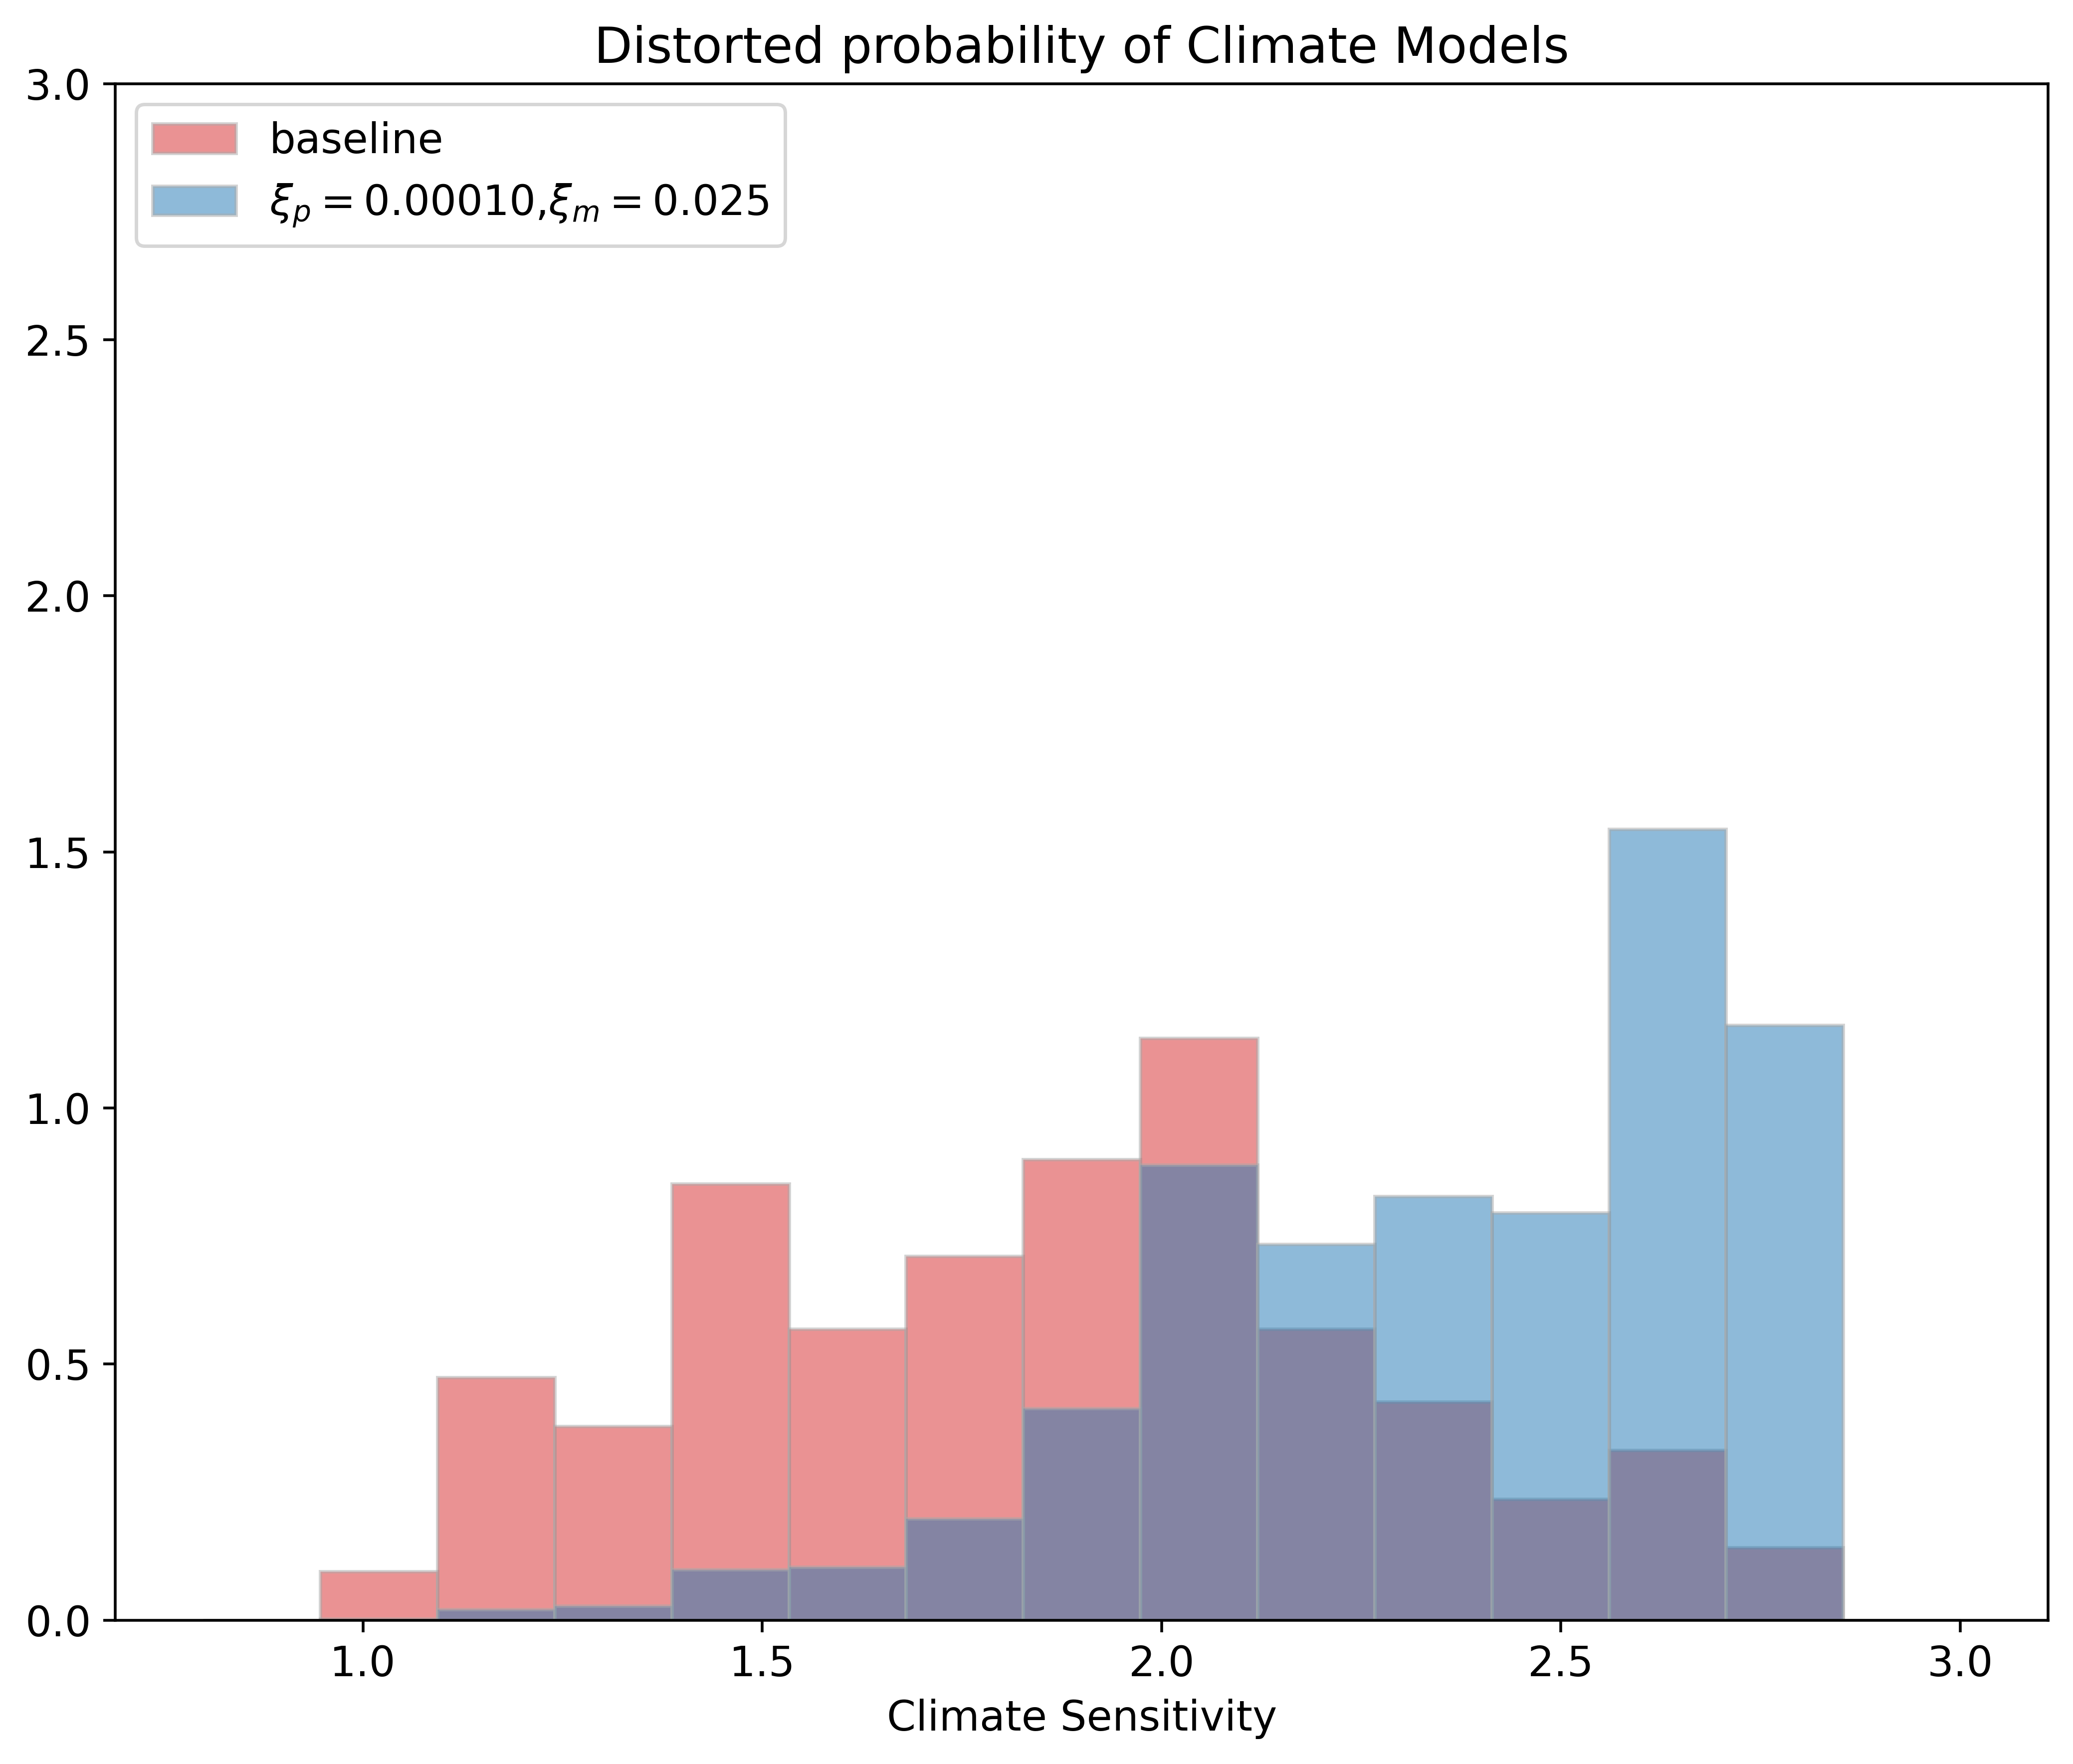 Distorted probability of Climate Models
3.0
baseline
ξp = 0.00010,ξm = 0.025
2.5
2.0
1.5
1.0
0.5
0.0
1.0 1.5 2.0 2.5 3.0
Climate Sensitivity